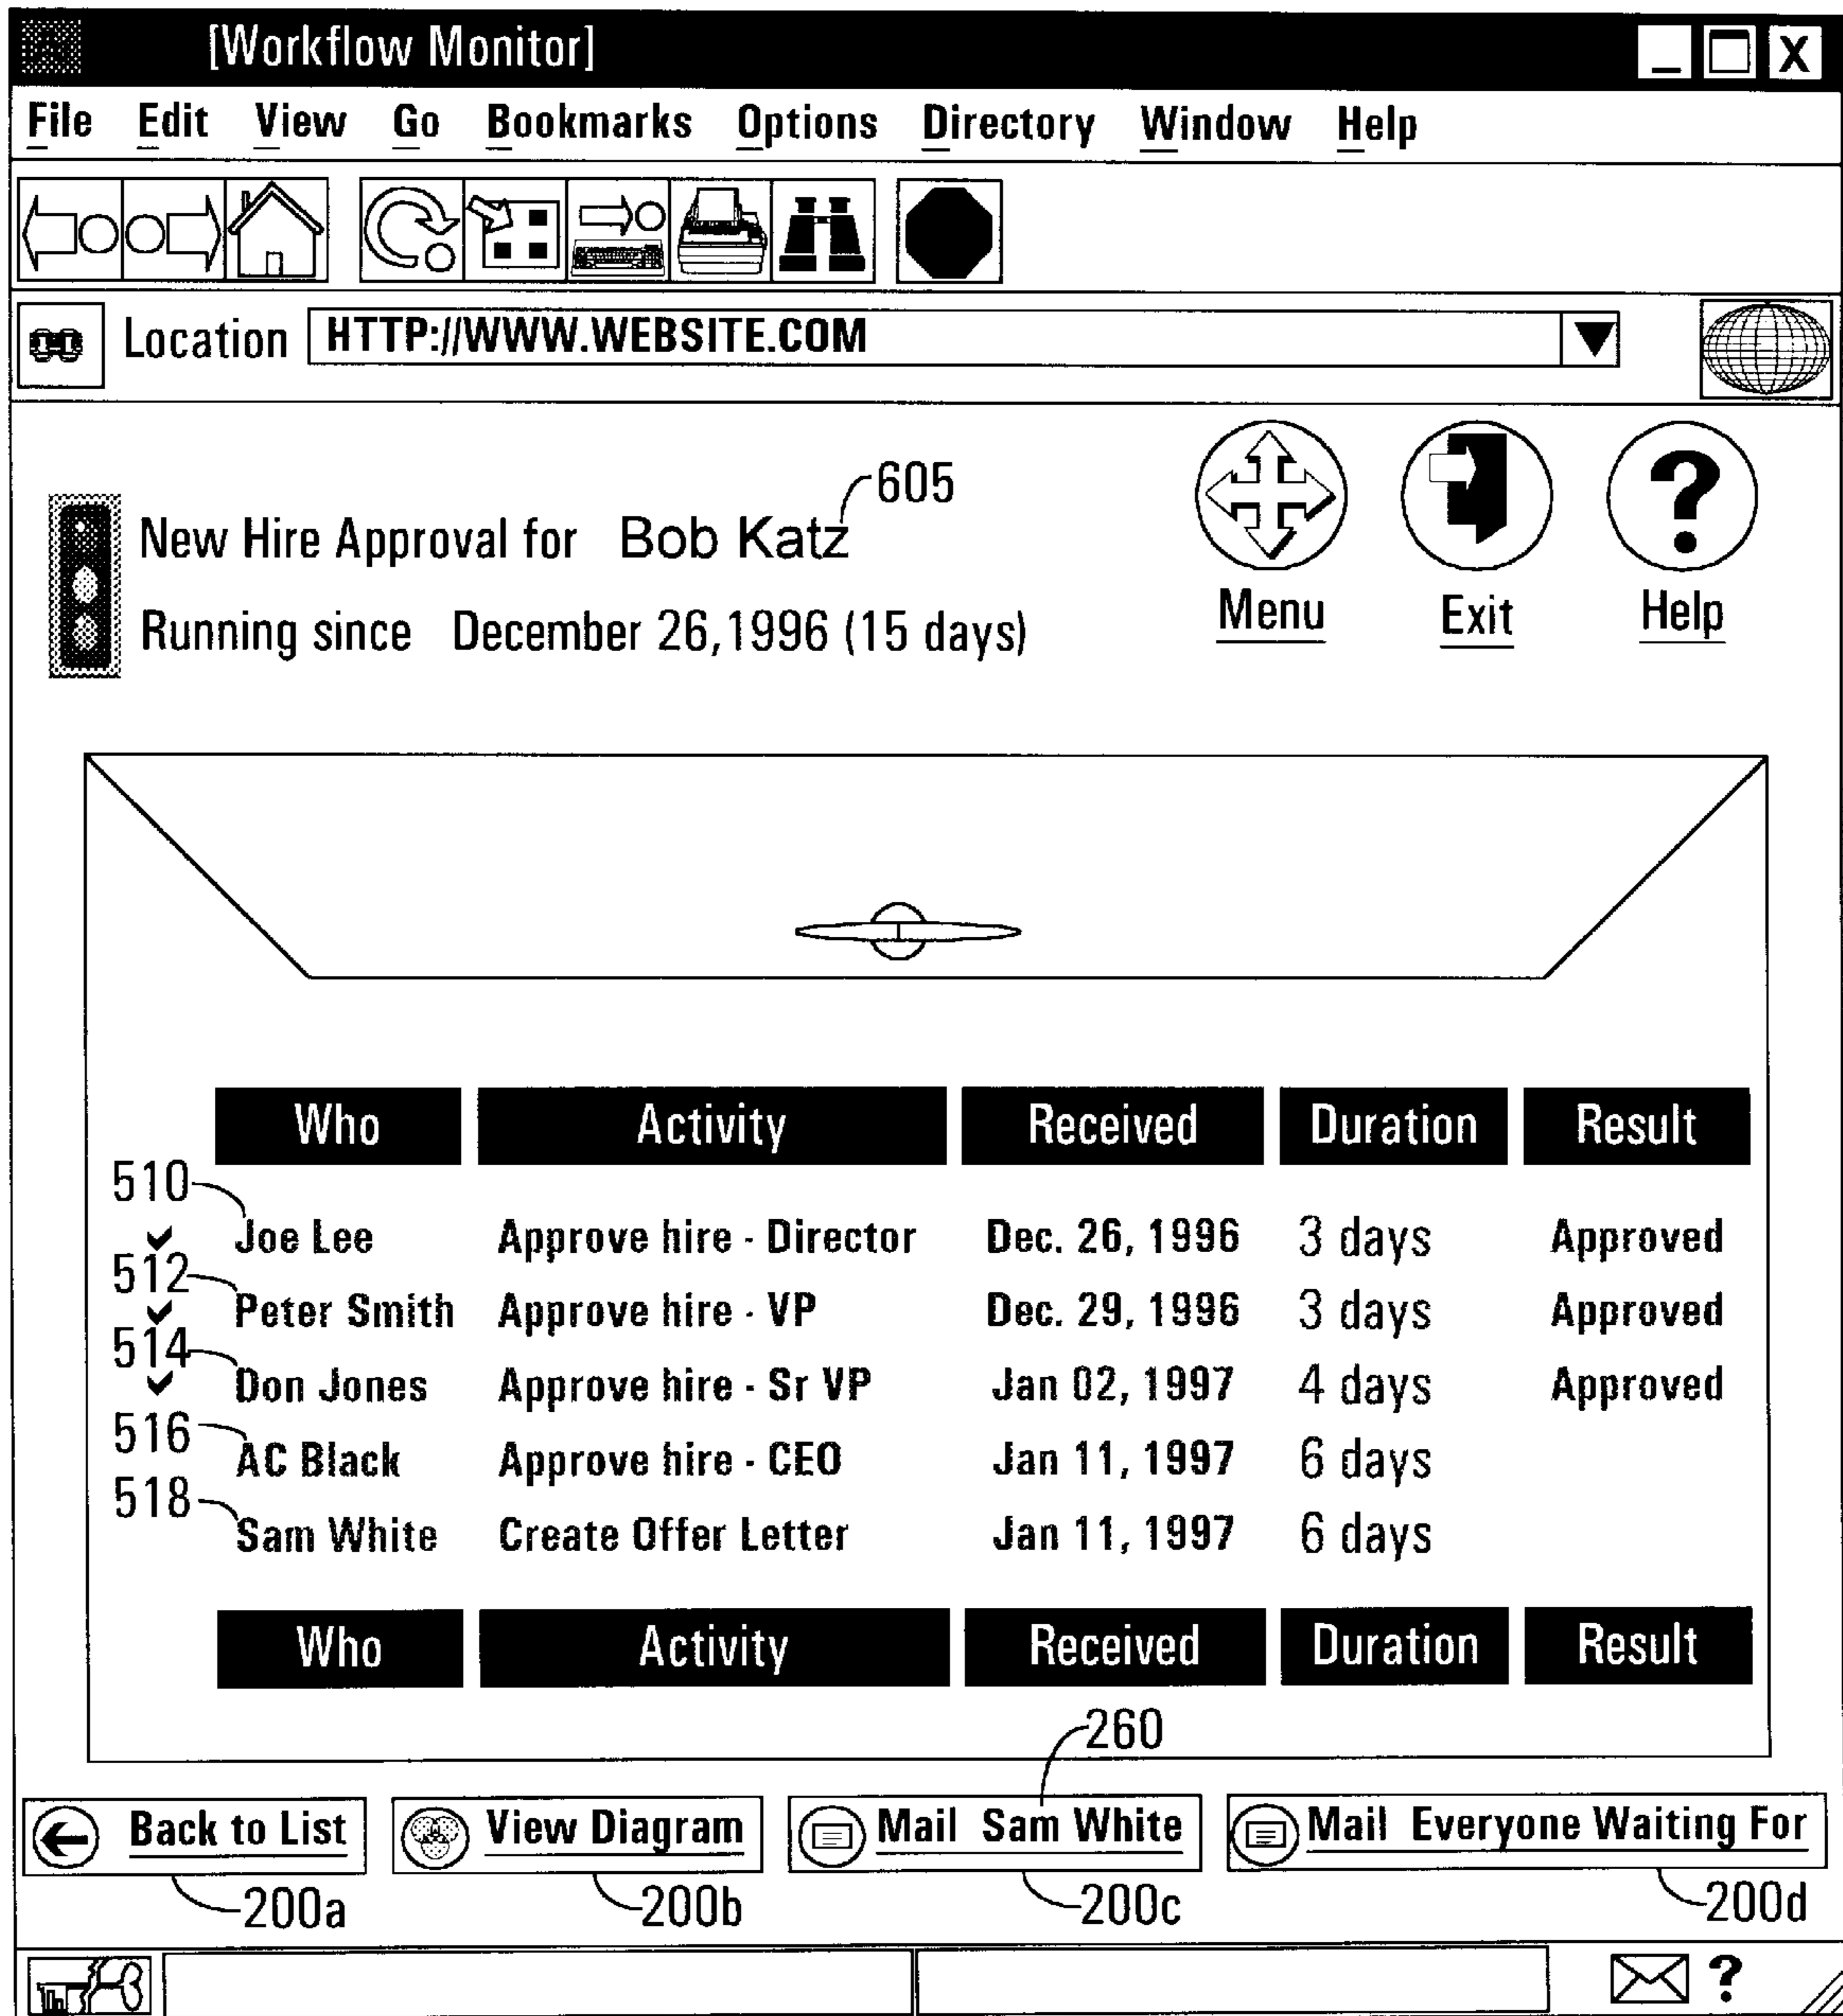 [Workflow Monitor] _ X
File Edit View Go Bookmarks Options Directory Window Help
Location HTTP://WWW.WEBSITE.COM
605
New Hire Approval for Bob Katz
Running since December 26,1996 (15 days)
Menu Exit Help
Who Activity Received Duration Result
510
Joe Lee Approve hire - Director Dec. 26, 1996 3 days Approved
512
Peter Smith Approve hire - VP Dec. 29, 1996 3 days Approved
514
Don Jones Approve hire - Sr VP Jan 02, 1997 4 days Approved
516
AC Black Approve hire - CEO Jan 11, 1997 6 days
518
Sam White Create Offer Letter Jan 11, 1997 6 days
Who Activity Received Duration Result
260
Back to List View Diagram Mail Sam White Mail Everyone Waiting For
200a 200b 200c 200d
?